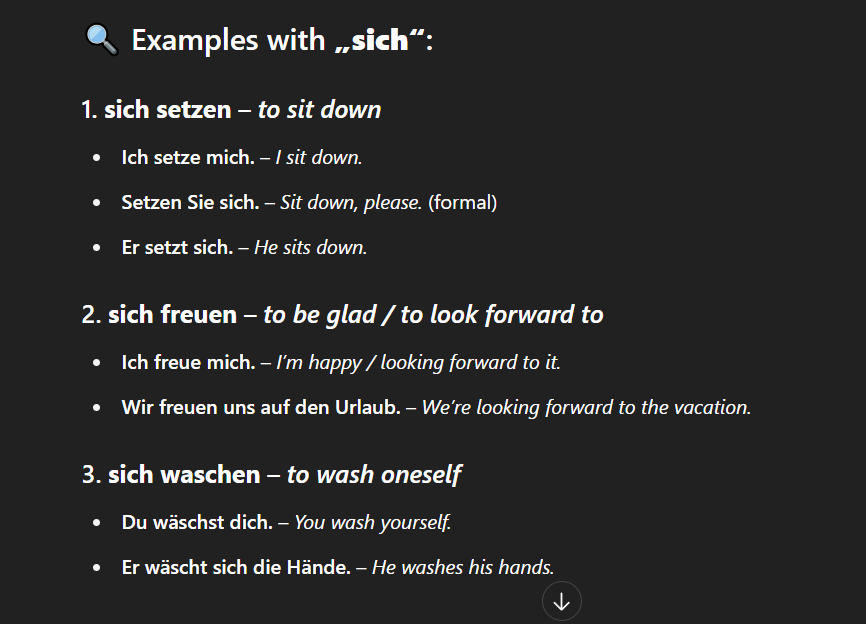 🔍 Examples with „sich“:
1. sich setzen – to sit down
• Ich setze mich. – I sit down.
• Setzen Sie sich. – Sit down, please. (formal)
• Er setzt sich. – He sits down.
2. sich freuen – to be glad / to look forward to
• Ich freue mich. – I’m happy / looking forward to it.
• Wir freuen uns auf den Urlaub. – We’re looking forward to the vacation.
3. sich waschen – to wash oneself
• Du wäschst dich. – You wash yourself.
• Er wäscht sich die Hände. – He washes his hands.